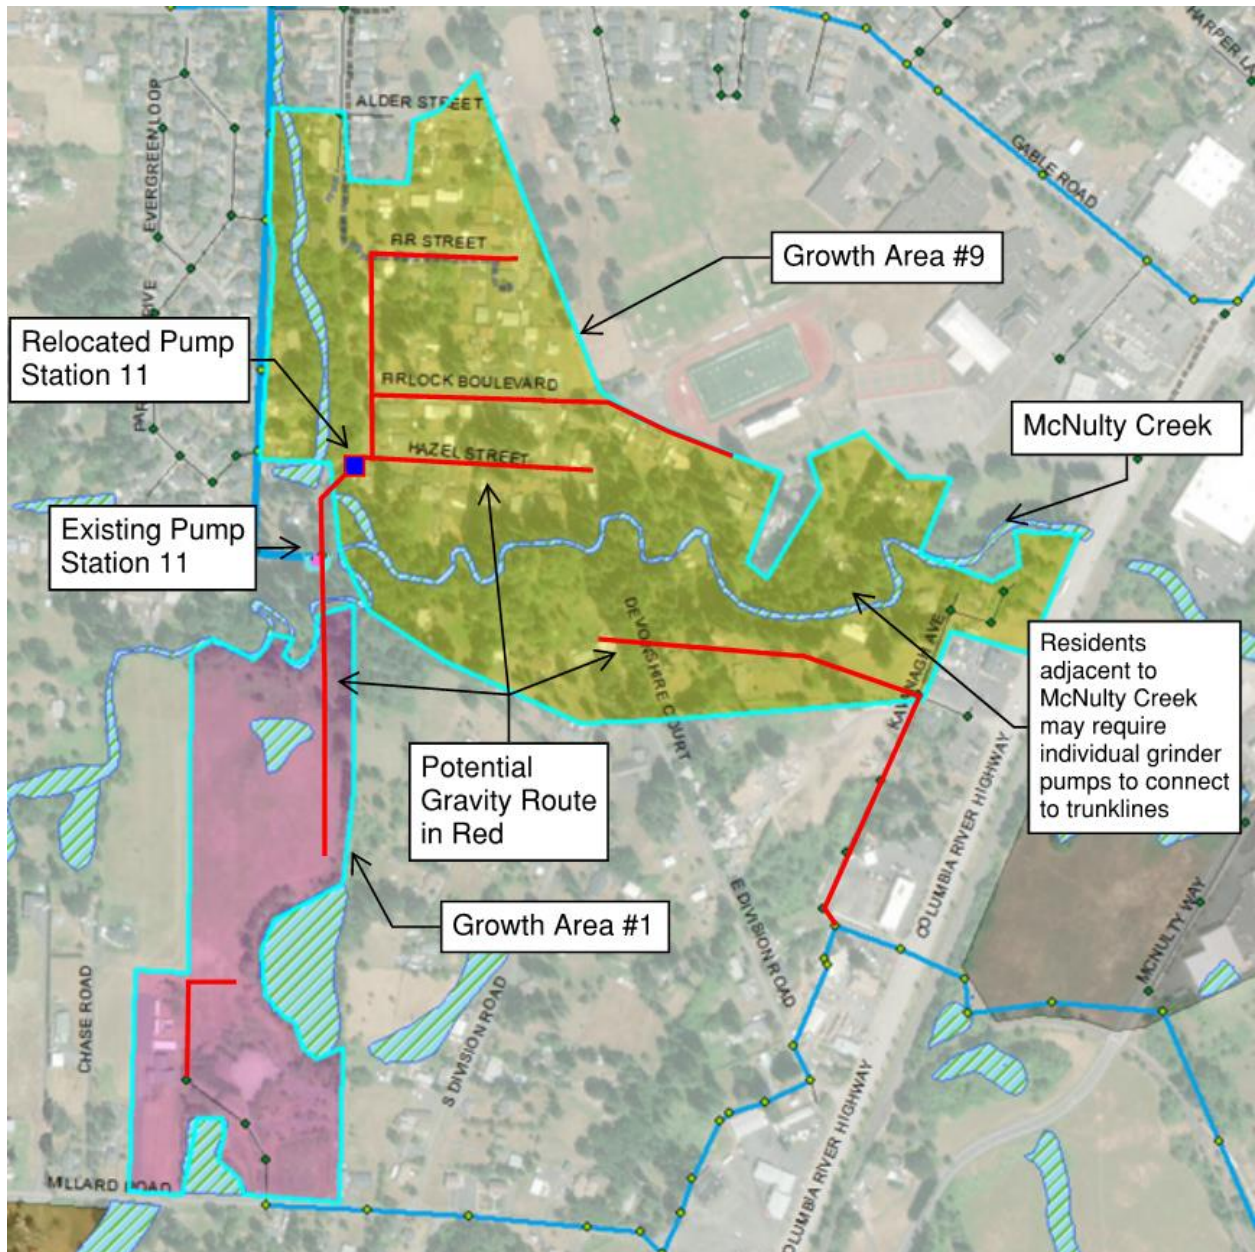 ALDER STREET
EVERGREEN LOOP
HARPER LA
GABLE ROAD
FIR STREET
Growth Area #9
Relocated Pump
Station 11
FIRLOCK BOULEVARD
HAZEL STREET
McNulty Creek
Existing Pump
Station 11
DEVONSHIRE COURT
KAVANAGH AVE
Residents
adjacent to
McNulty Creek
may require
individual grinder
pumps to connect
to trunklines
Potential
Gravity Route
in Red
COLUMBIA RIVER HIGHWAY
Growth Area #1
E DIVISION ROAD
MCNULTY WAY
CHASE ROAD
S DIVISION ROAD
COLUMBIA RIVER HIGHWAY
MILLARD ROAD